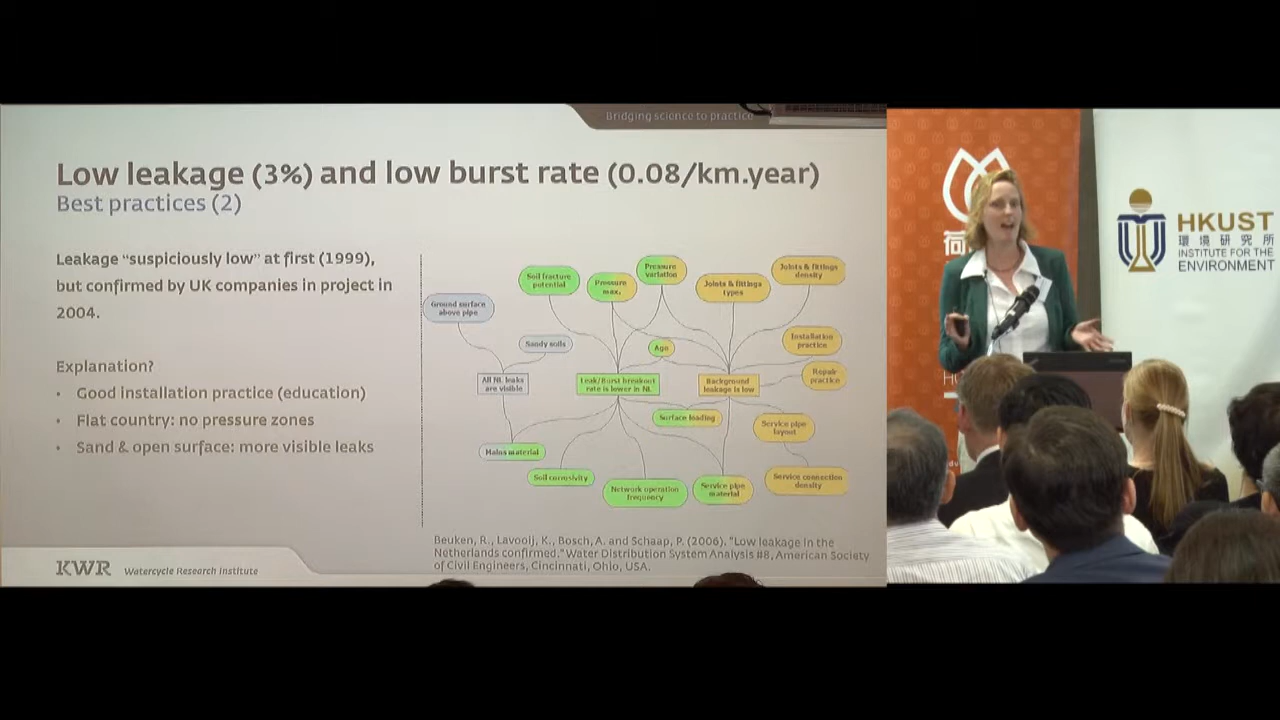 Bridging science to practice
Low leakage (3%) and low burst rate (0.08/km.year)
Best practices (2)
Leakage “suspiciously low” at first (1999),
but confirmed by UK companies in project in
2004.
Explanation?
• Good installation practice (education)
• Flat country: no pressure zones
• Sand & open surface: more visible leaks
Soil fracture
potential
Pressure
max.
Pressure
variation
Joints & fittings
types
Joints & fittings
density
Ground surface
above pipe
Sandy soils
Age
Installation
practice
All NL leaks
are visible
Leak/Burst breakout
rate is lower in NL
Background
leakage is low
Repair
practice
Surface loading
Service pipe
layout
Mains material
Soil corrosivity
Network operation
frequency
Service pipe
material
Service connection
density
Beuken, R., Lavooij, K., Bosch, A. and Schaap, P. (2006). "Low leakage in the
Netherlands confirmed." Water Distribution System Analysis #8, American Society
of Civil Engineers, Cincinnati, Ohio, USA.
KWR Watercycle Research Institute
荷
HKUST
環境研究所
INSTITUTE FOR THE
ENVIRONMENT